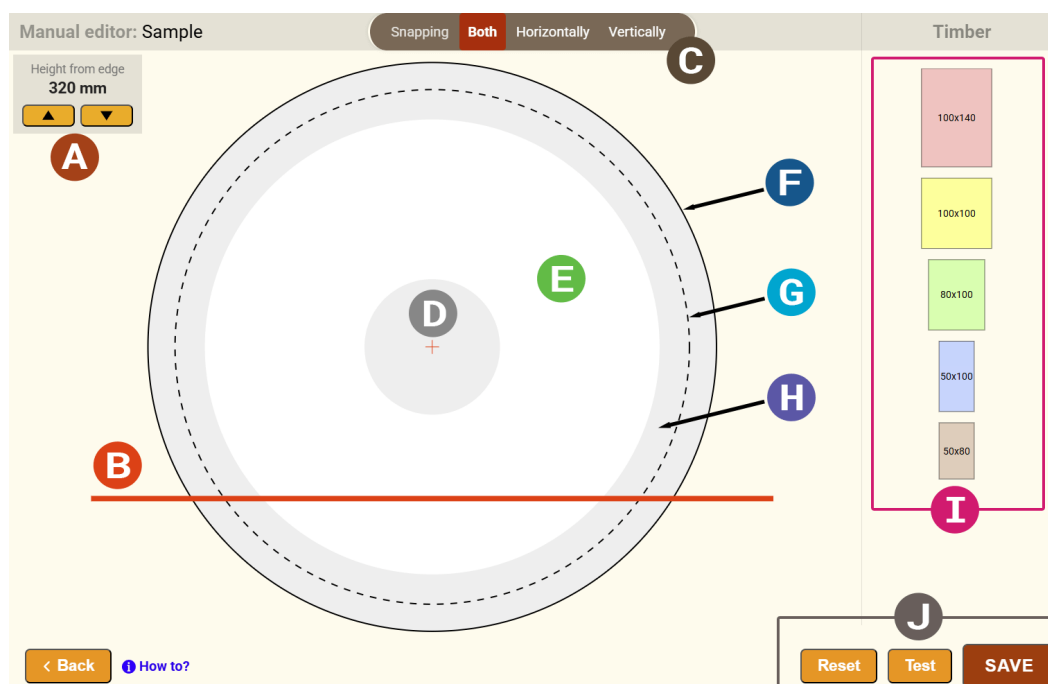 Manual editor: Sample
Snapping Both Horizontally Vertically
Timber
C
Height from edge
320 mm
A
100x140
F
100x100
E
G
80x100
D
50x100
H
50x80
B
I
J
Back
i How to?
Reset
Test
SAVE